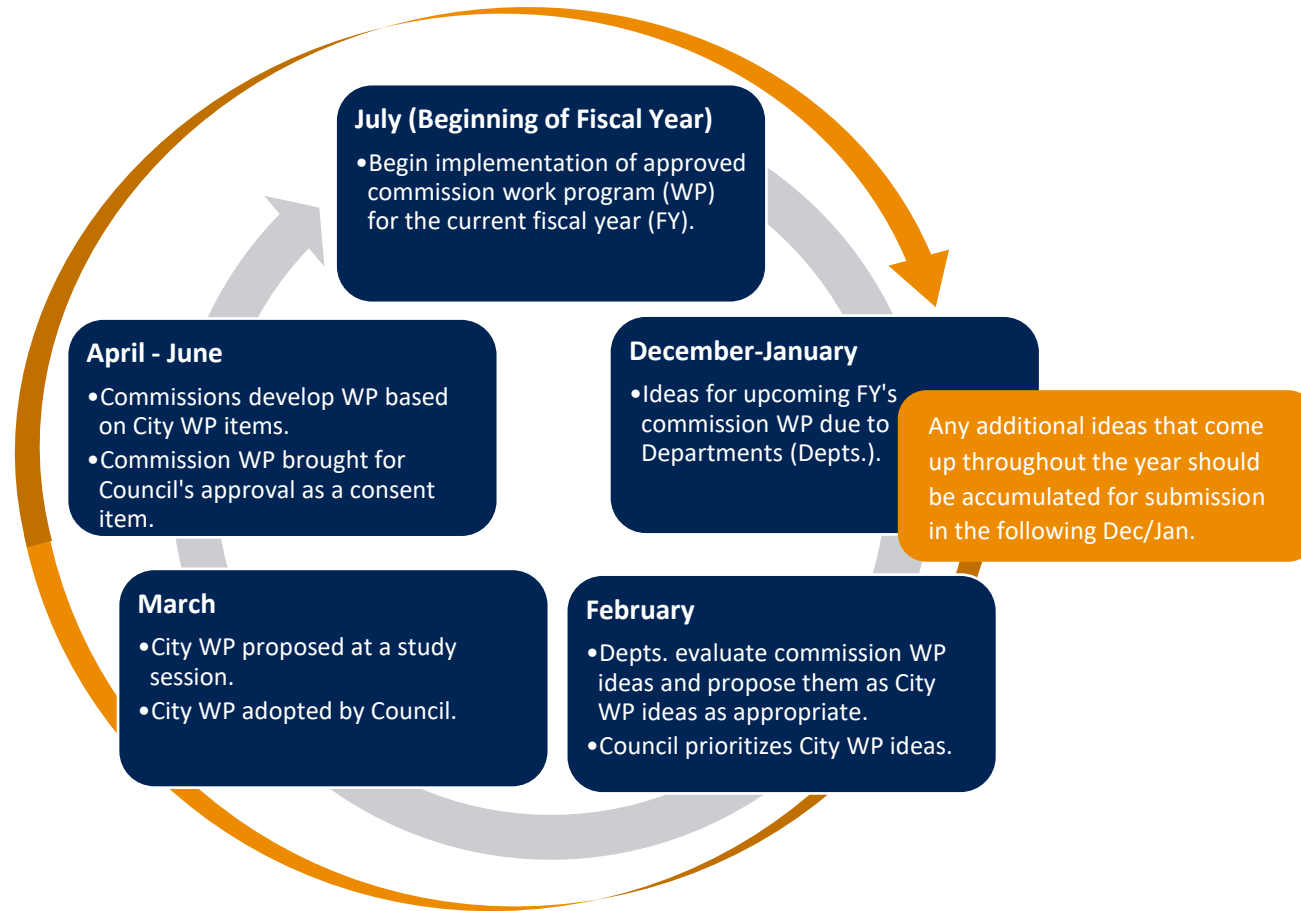 July (Beginning of Fiscal Year)
•Begin implementation of approved
commission work program (WP)
for the current fiscal year (FY).
December-January
•Ideas for upcoming FY's
commission WP due to
Departments (Depts.).
Any additional ideas that come
up throughout the year should
be accumulated for submission
in the following Dec/Jan.
February
•Depts. evaluate commission WP
ideas and propose them as City
WP ideas as appropriate.
•Council prioritizes City WP ideas.
March
•City WP proposed at a study
session.
•City WP adopted by Council.
April - June
•Commissions develop WP based
on City WP items.
•Commission WP brought for
Council's approval as a consent
item.